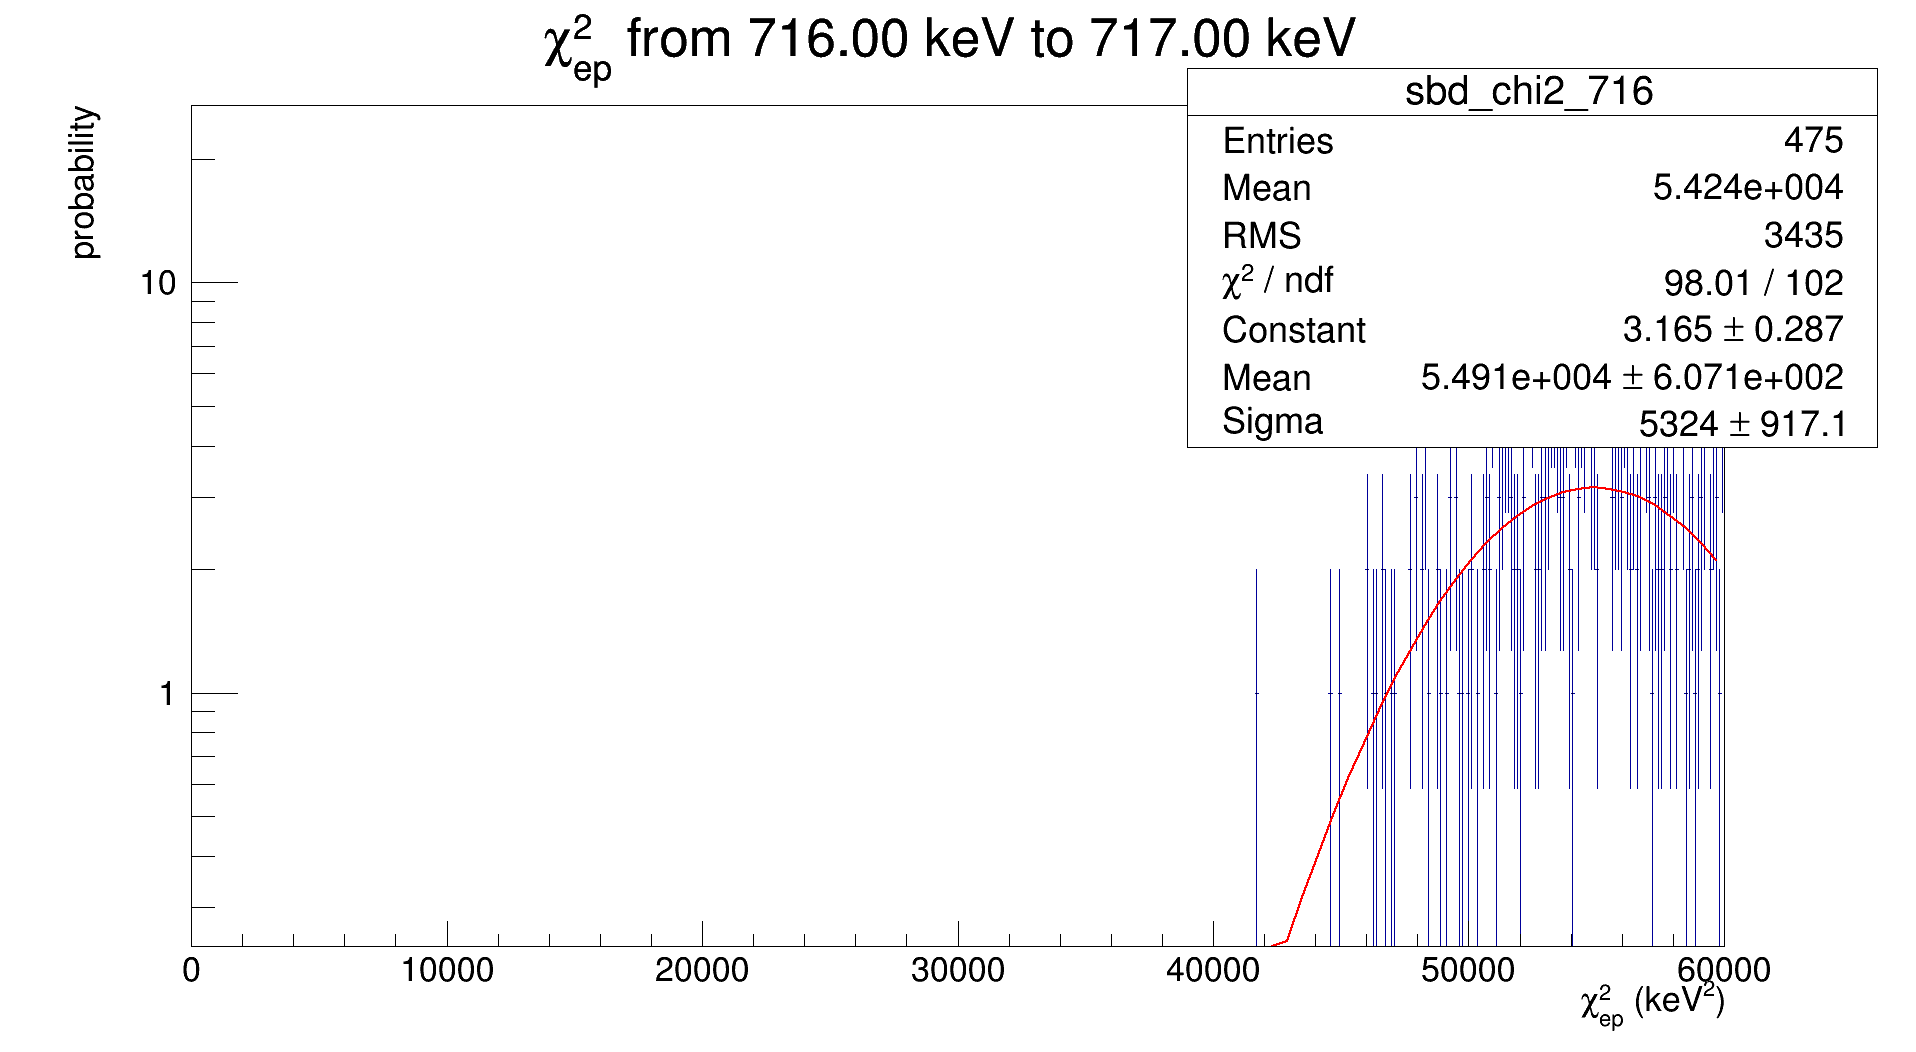 χ²ep from 716.00 keV to 717.00 keV
sbd_chi2_716
Entries 475
Mean 5.424e+004
RMS 3435
χ² / ndf 98.01 / 102
Constant 3.165 ± 0.287
Mean 5.491e+004 ± 6.071e+002
Sigma 5324 ± 917.1
probability
10
1
0 10000 20000 30000 40000 50000 60000
χ²ep (keV²)